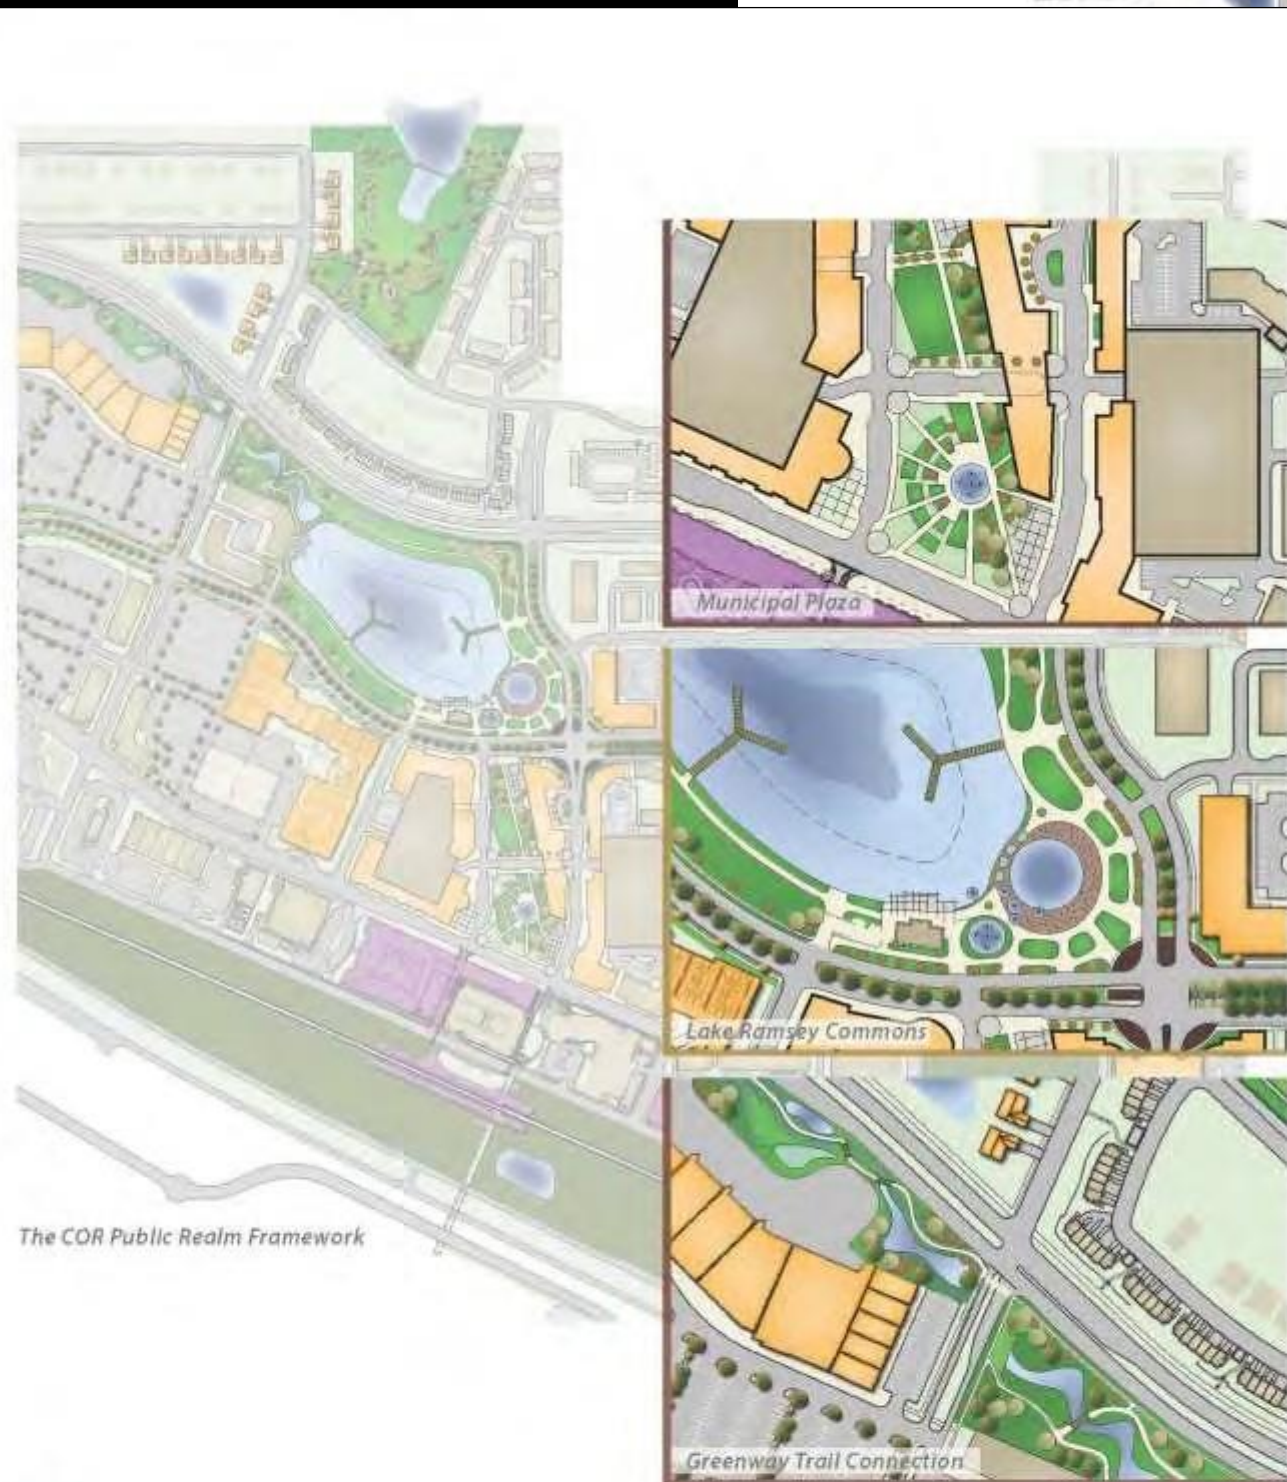 Municipal Plaza
Lake Ramsey Commons
The COR Public Realm Framework
Greenway Trail Connection